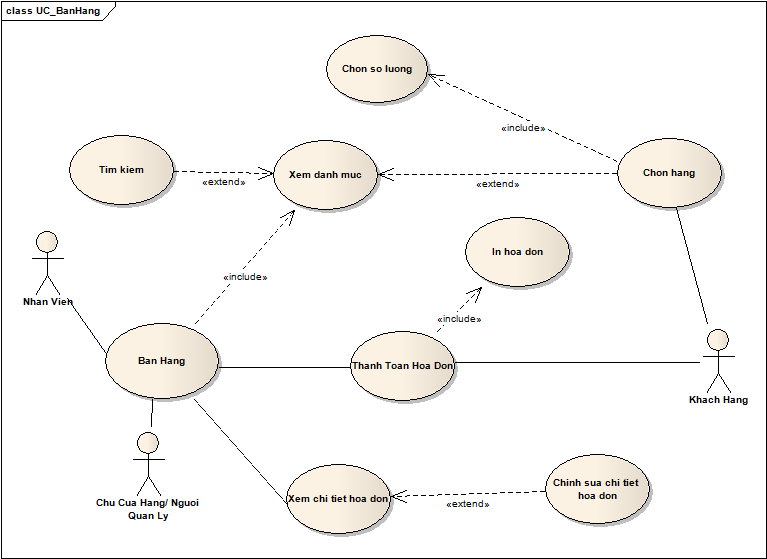 class UC_BanHang
Chon so luong
«include»
Tim kiem
Xem danh muc
Chon hang
«extend»
«extend»
In hoa don
«include»
Nhan Vien
«include»
Ban Hang
Thanh Toan Hoa Don
Khach Hang
Chu Cua Hang/ Nguoi
Quan Ly
Xem chi tiet hoa don
Chinh sua chi tiet
hoa don
«extend»